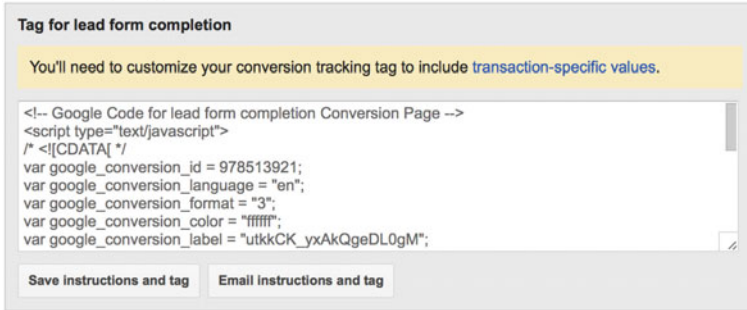 Tag for lead form completion
You'll need to customize your conversion tracking tag to include transaction-specific values.
<!-- Google Code for lead form completion Conversion Page -->
<script type="text/javascript">
/* <![CDATA[ */
var google_conversion_id = 978513921;
var google_conversion_language = "en";
var google_conversion_format = "3";
var google_conversion_color = "ffffff";
var google_conversion_label = "utkkCK_yxAkQgeDL0gM";
Save instructions and tag Email instructions and tag